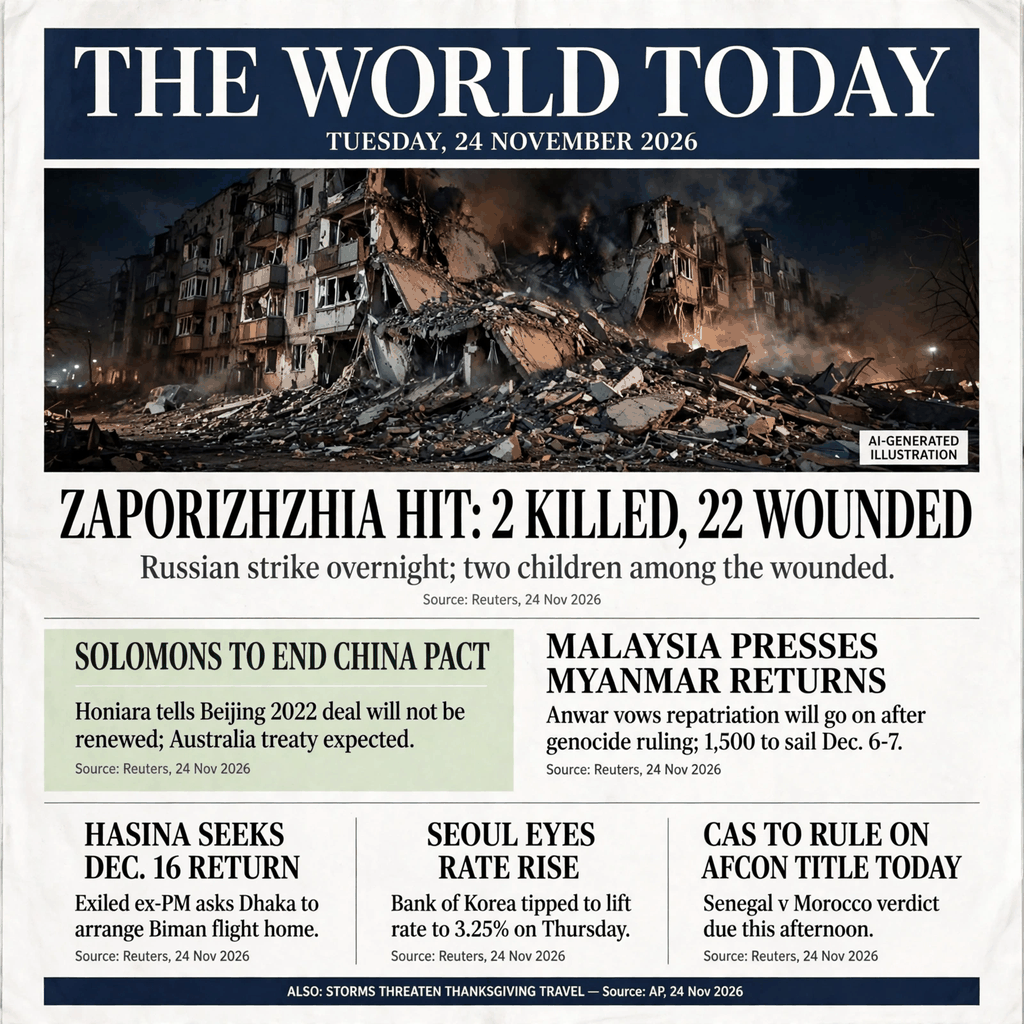 THE WORLD TODAY
TUESDAY, 24 NOVEMBER 2026
AI-GENERATED
ILLUSTRATION
ZAPORIZHZHIA HIT: 2 KILLED, 22 WOUNDED
Russian strike overnight; two children among the wounded.
Source: Reuters, 24 Nov 2026
SOLOMONS TO END CHINA PACT
Honiara tells Beijing 2022 deal will not be
renewed; Australia treaty expected.
Source: Reuters, 24 Nov 2026
MALAYSIA PRESSES
MYANMAR RETURNS
Anwar vows repatriation will go on after
genocide ruling; 1,500 to sail Dec. 6-7.
Source: Reuters, 24 Nov 2026
HASINA SEEKS
DEC. 16 RETURN
Exiled ex-PM asks Dhaka to
arrange Biman flight home.
Source: Reuters, 24 Nov 2026
SEOUL EYES
RATE RISE
Bank of Korea tipped to lift
rate to 3.25% on Thursday.
Source: Reuters, 24 Nov 2026
CAS TO RULE ON
AFCON TITLE TODAY
Senegal v Morocco verdict
due this afternoon.
Source: Reuters, 24 Nov 2026
ALSO: STORMS THREATEN THANKSGIVING TRAVEL — Source: AP, 24 Nov 2026